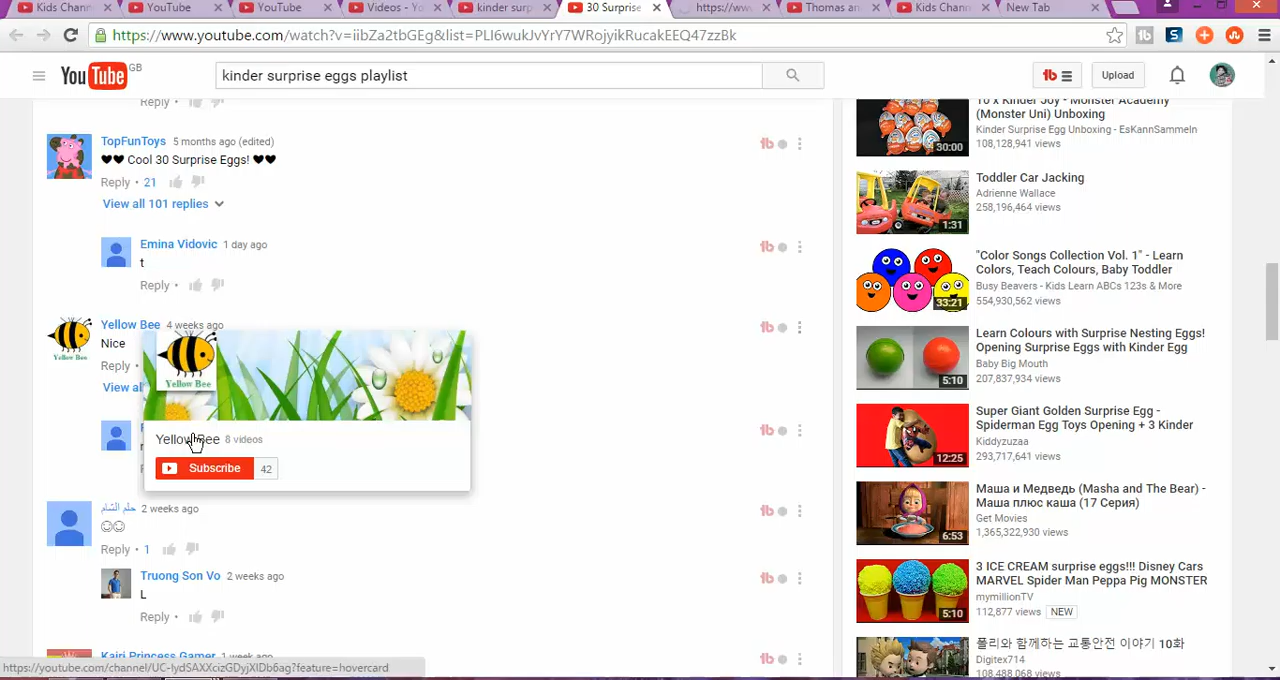 Kids Chann
YouTube
YouTube
Videos - Yo
kinder surp
30 Surprise
https://ww
Thomas an
Kids Chann
New Tab
https://www.youtube.com/watch?v=iibZa2tbGEg&list=PLI6wukJvYrY7WRojyikRucakEEQ47zzBk
YouTube GB
kinder surprise eggs playlist
Upload
Reply •
TopFunToys 5 months ago (edited)
♥♥ Cool 30 Surprise Eggs! ♥♥
Reply • 21
View all 101 replies
Emina Vidovic 1 day ago
t
Reply •
Yellow Bee 4 weeks ago
Nice
Reply
View al
Yellow Bee
Yellow Bee
Yellow Bee 8 videos
Subscribe 42
حلم الشام 2 weeks ago
☺☺
Reply • 1
Truong Son Vo 2 weeks ago
L
Reply •
Kairi Princess Gamer 1 week ago
https://youtube.com/channel/UC-lydSAXXcizGDyjXIDb6ag?feature=hovercard
10 x Kinder Joy - Monster Academy
(Monster Uni) Unboxing
Kinder Surprise Egg Unboxing - EsKannSammeln
108,128,941 views
30:00
Toddler Car Jacking
Adrienne Wallace
258,196,464 views
1:31
"Color Songs Collection Vol. 1" - Learn
Colors, Teach Colours, Baby Toddler
Busy Beavers - Kids Learn ABCs 123s & More
554,930,562 views
33:21
Learn Colours with Surprise Nesting Eggs!
Opening Surprise Eggs with Kinder Egg
Baby Big Mouth
207,837,934 views
5:10
Super Giant Golden Surprise Egg -
Spiderman Egg Toys Opening + 3 Kinder
Kiddyzuzaa
293,717,641 views
12:25
Маша и Медведь (Masha and The Bear) -
Маша плюс каша (17 Серия)
Get Movies
1,365,322,930 views
6:53
3 ICE CREAM surprise eggs!!! Disney Cars
MARVEL Spider Man Peppa Pig MONSTER
mymillionTV
112,877 views NEW
5:10
폴리와 함께하는 교통안전 이야기 10화
Digitex714
108,488,068 views